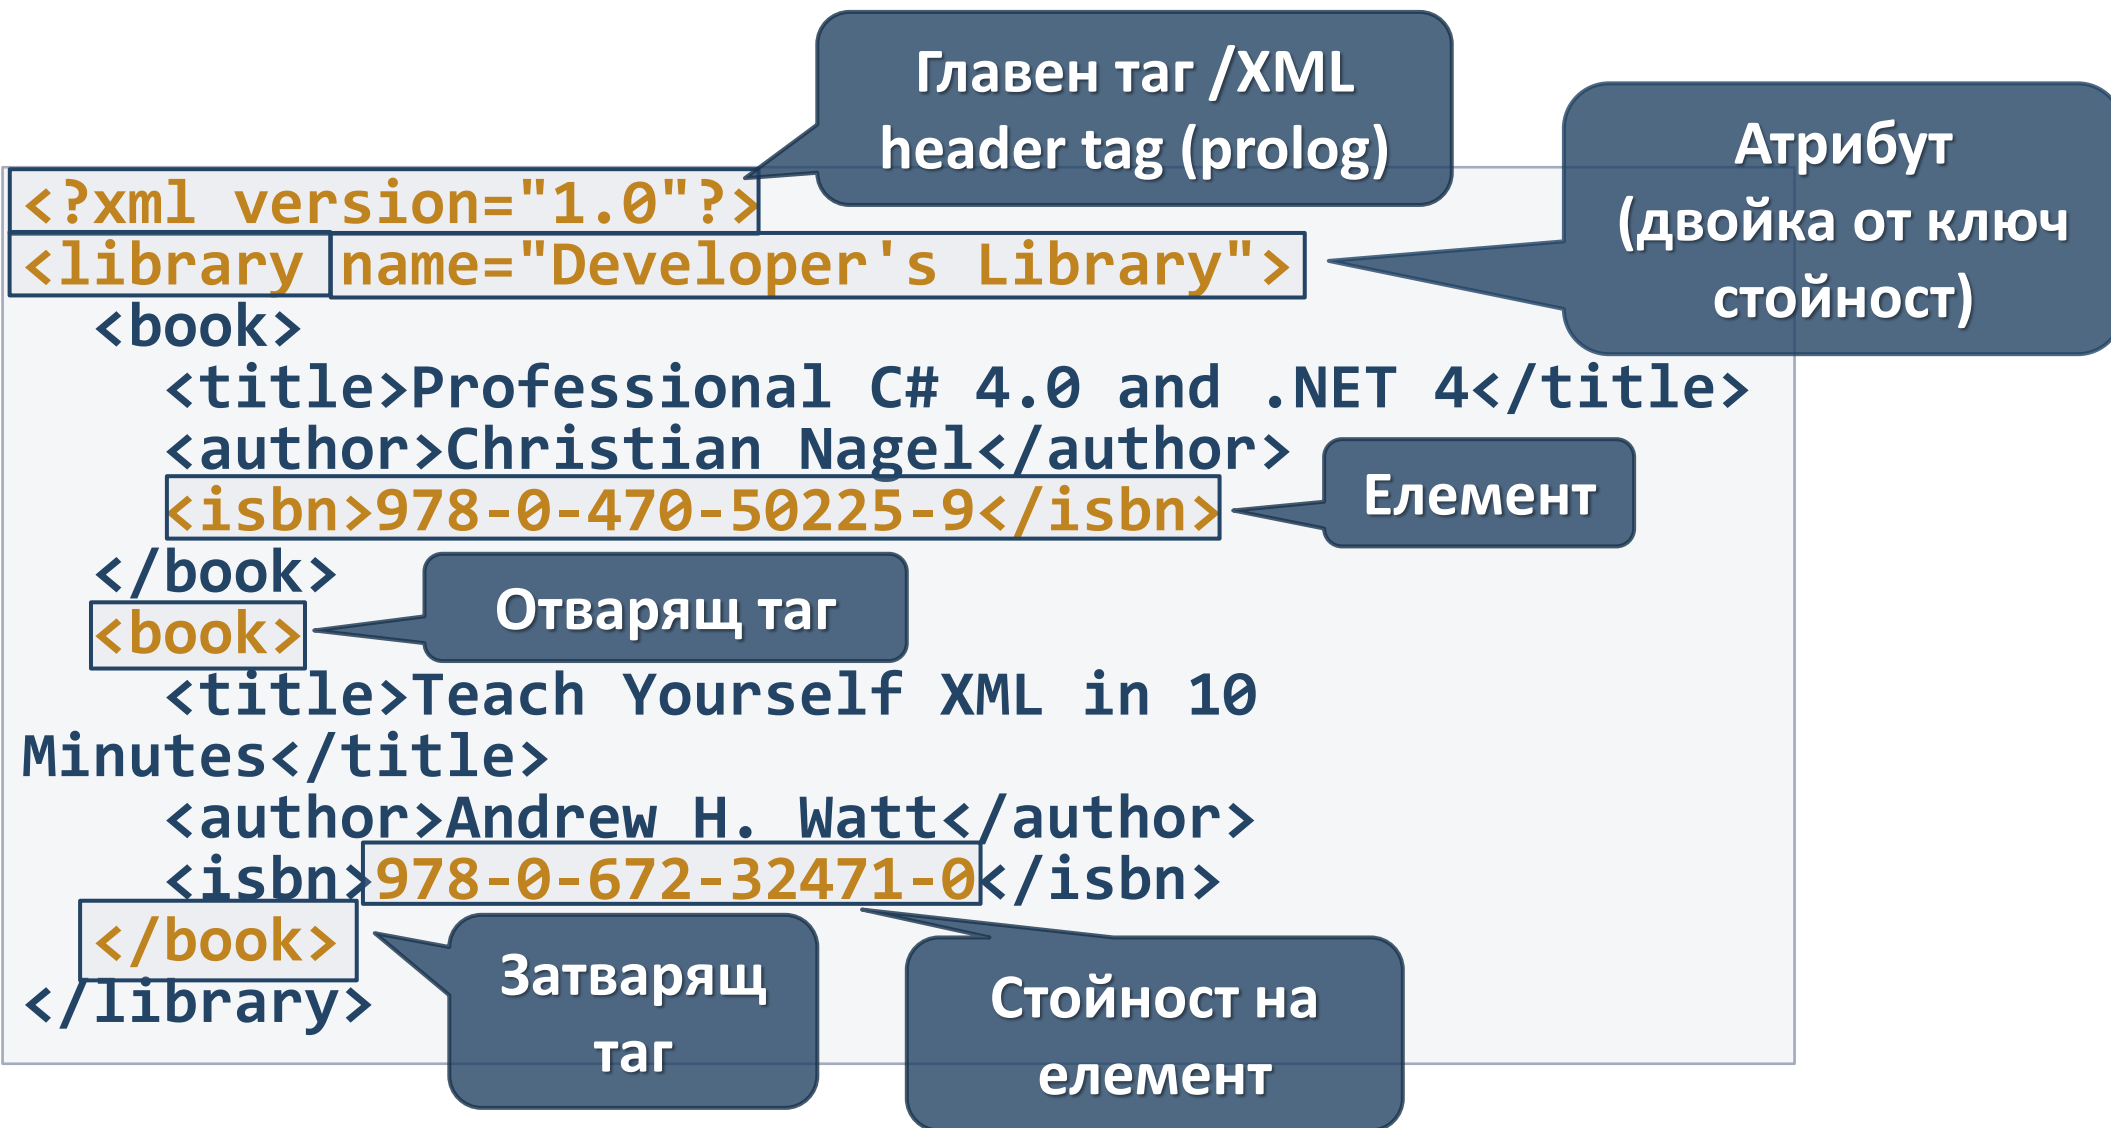 Главен таг /XML
header tag (prolog)
Атрибут
(двойка от ключ
стойност)
<?xml version="1.0"?>
<library name="Developer's Library">
<book>
<title>Professional C# 4.0 and .NET 4</title>
<author>Christian Nagel</author>
<isbn>978-0-470-50225-9</isbn>
Елемент
</book>
<book>
Отварящ таг
<title>Teach Yourself XML in 10
Minutes</title>
<author>Andrew H. Watt</author>
<isbn>978-0-672-32471-0</isbn>
</book>
</library>
Затварящ
таг
Стойност на
елемент